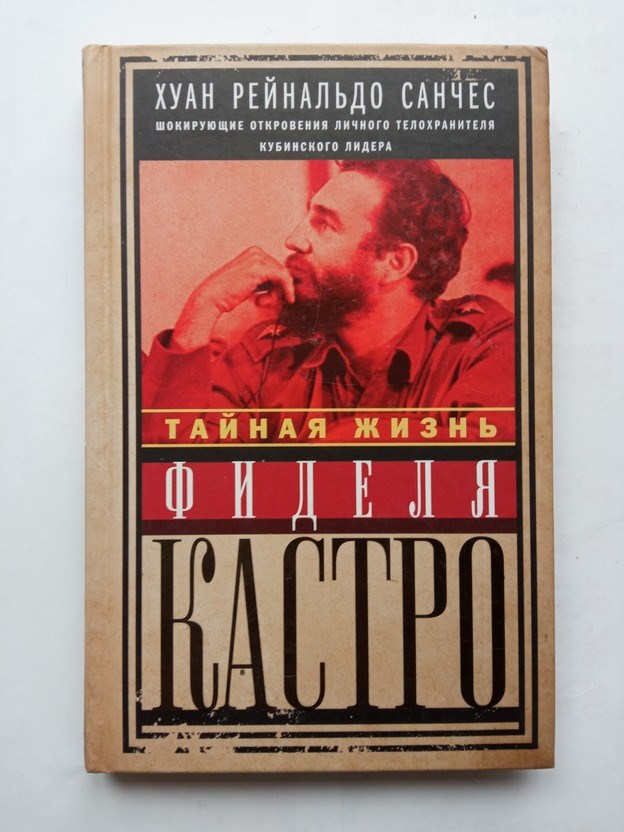 ХУАН РЕЙНАЛЬДО САНЧЕС
ШОКИРУЮЩИЕ ОТКРОВЕНИЯ ЛИЧНОГО ТЕЛОХРАНИТЕЛЯ
КУБИНСКОГО ЛИДЕРА
ТАЙНАЯ ЖИЗНЬ
ФИДЕЛЯ
КАСТРО